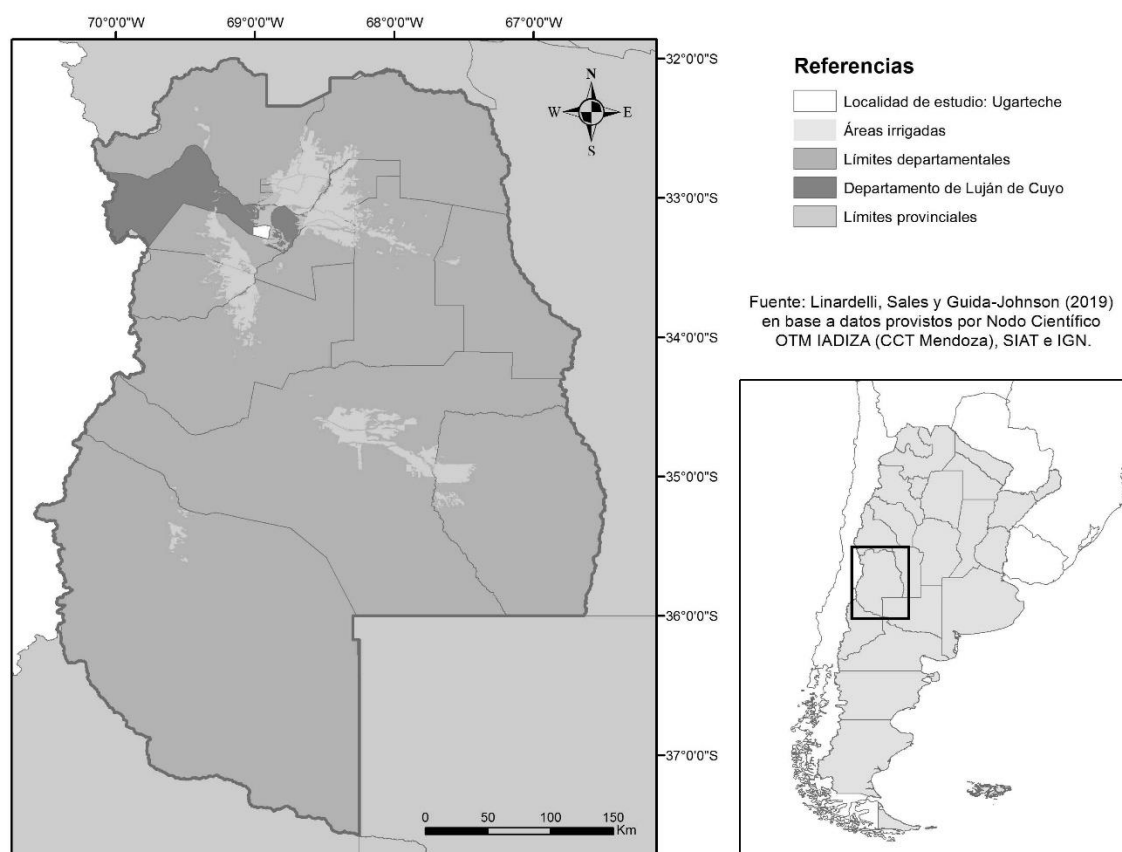 70°0'0"W 69°0'0"W 68°0'0"W 67°0'0"W
32°0'0"S
33°0'0"S
34°0'0"S
35°0'0"S
36°0'0"S
37°0'0"S
N
W E
S
0 50 100 150
Km
Referencias
Localidad de estudio: Ugarteche
Áreas irrigadas
Límites departamentales
Departamento de Luján de Cuyo
Límites provinciales
Fuente: Linardelli, Sales y Guida-Johnson (2019)
en base a datos provistos por Nodo Científico
OTM IADIZA (CCT Mendoza), SIAT e IGN.